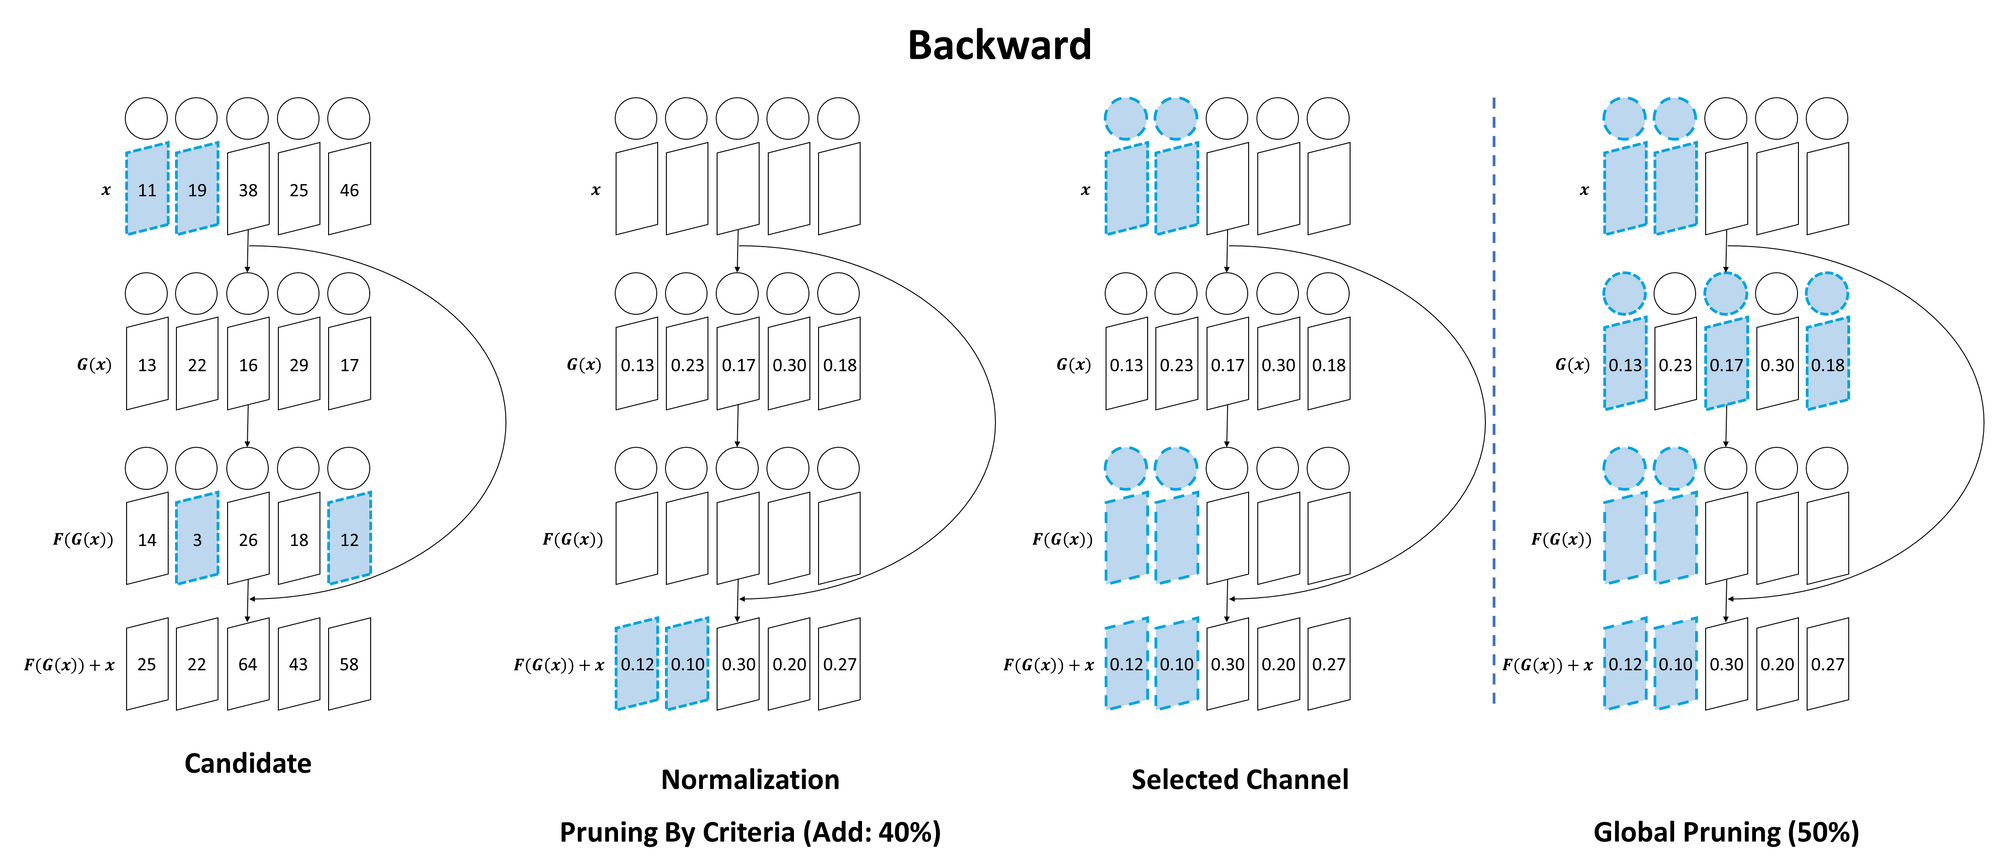 Backward
x 11 19 38 25 46
x
x
x
G(x) 13 22 16 29 17
G(x) 0.13 0.23 0.17 0.30 0.18
G(x) 0.13 0.23 0.17 0.30 0.18
G(x) 0.13 0.23 0.17 0.30 0.18
F(G(x)) 14 3 26 18 12
F(G(x))
F(G(x))
F(G(x))
F(G(x)) + x 25 22 64 43 58
F(G(x)) + x 0.12 0.10 0.30 0.20 0.27
F(G(x)) + x 0.12 0.10 0.30 0.20 0.27
F(G(x)) + x 0.12 0.10 0.30 0.20 0.27
Candidate
Normalization
Selected Channel
Pruning By Criteria (Add: 40%)
Global Pruning (50%)